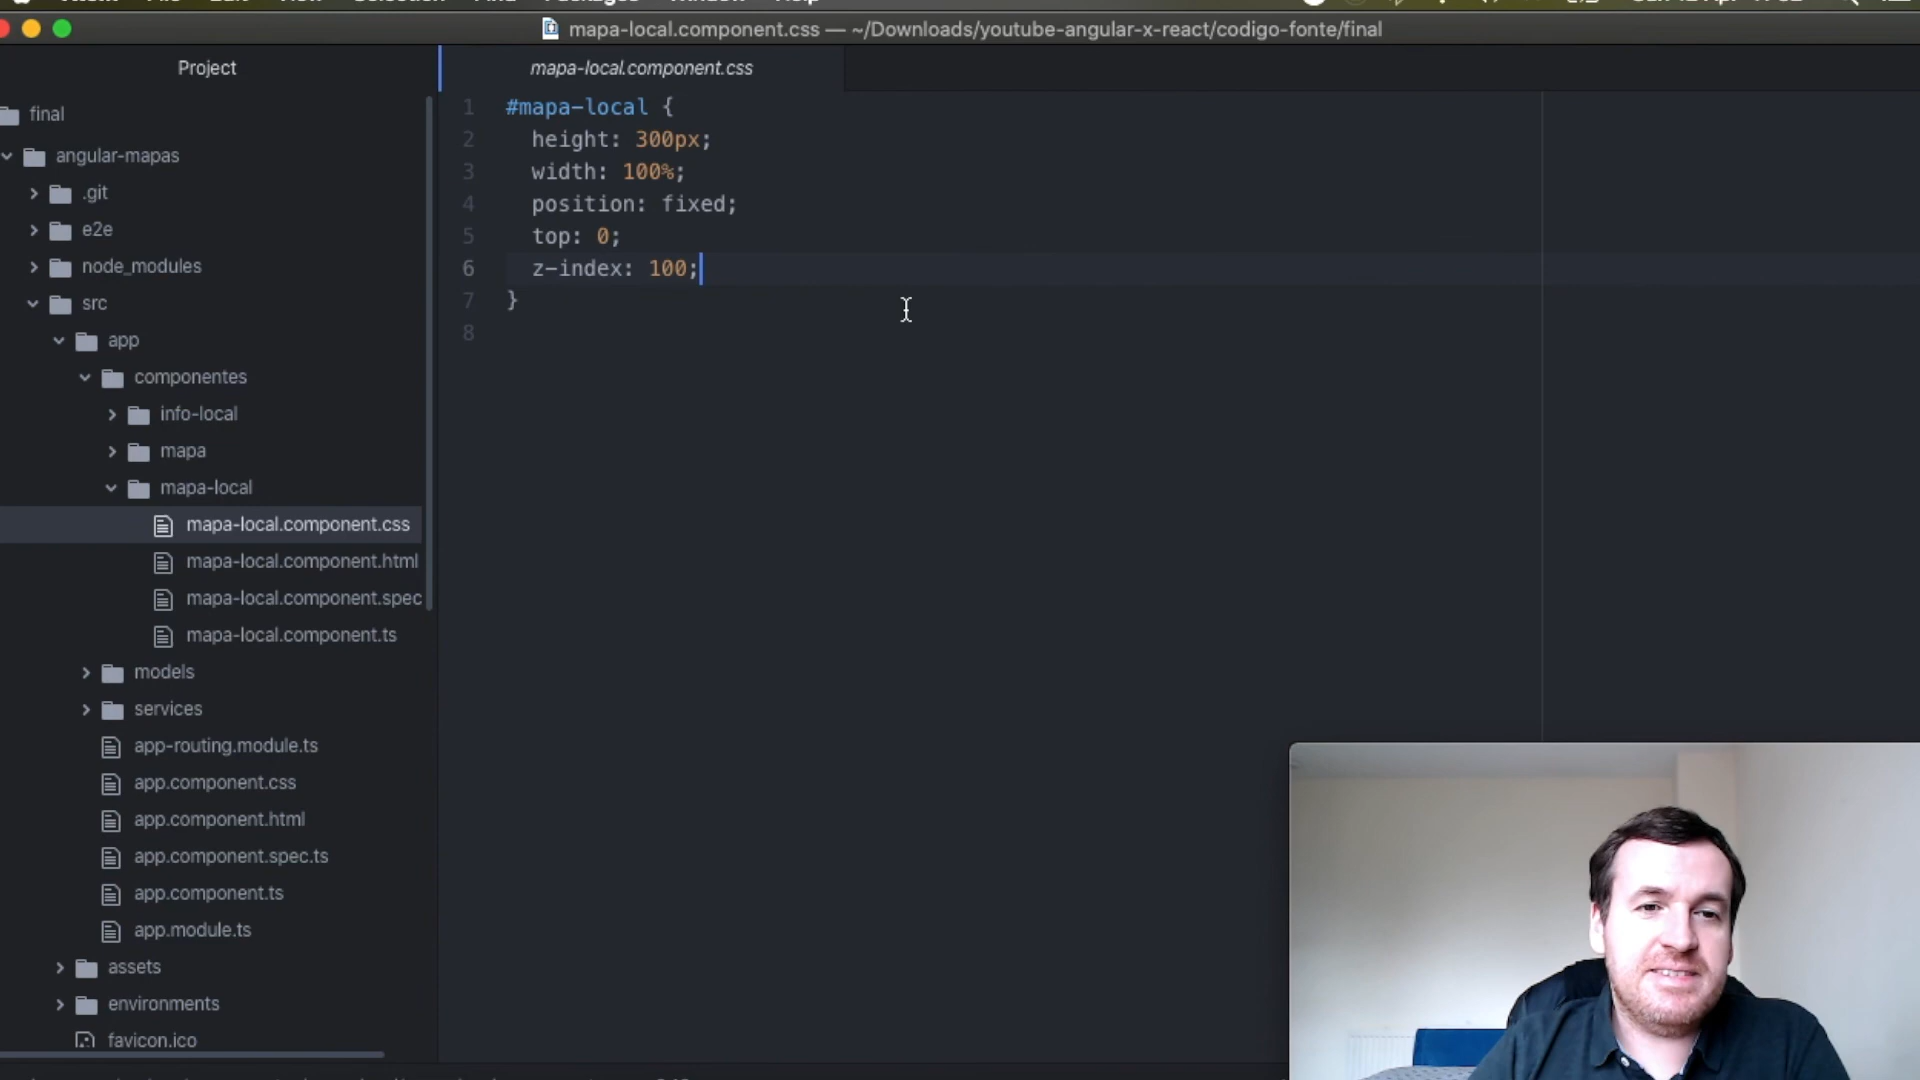 mapa-local.component.css — ~/Downloads/youtube-angular-x-react/codigo-fonte/final
Project
final
angular-mapas
.git
e2e
node_modules
src
app
componentes
info-local
mapa
mapa-local
mapa-local.component.css
mapa-local.component.html
mapa-local.component.spec
mapa-local.component.ts
models
services
app-routing.module.ts
app.component.css
app.component.html
app.component.spec.ts
app.component.ts
app.module.ts
assets
environments
favicon.ico
mapa-local.component.css
1 #mapa-local {
2 height: 300px;
3 width: 100%;
4 position: fixed;
5 top: 0;
6 z-index: 100;
7 }
8